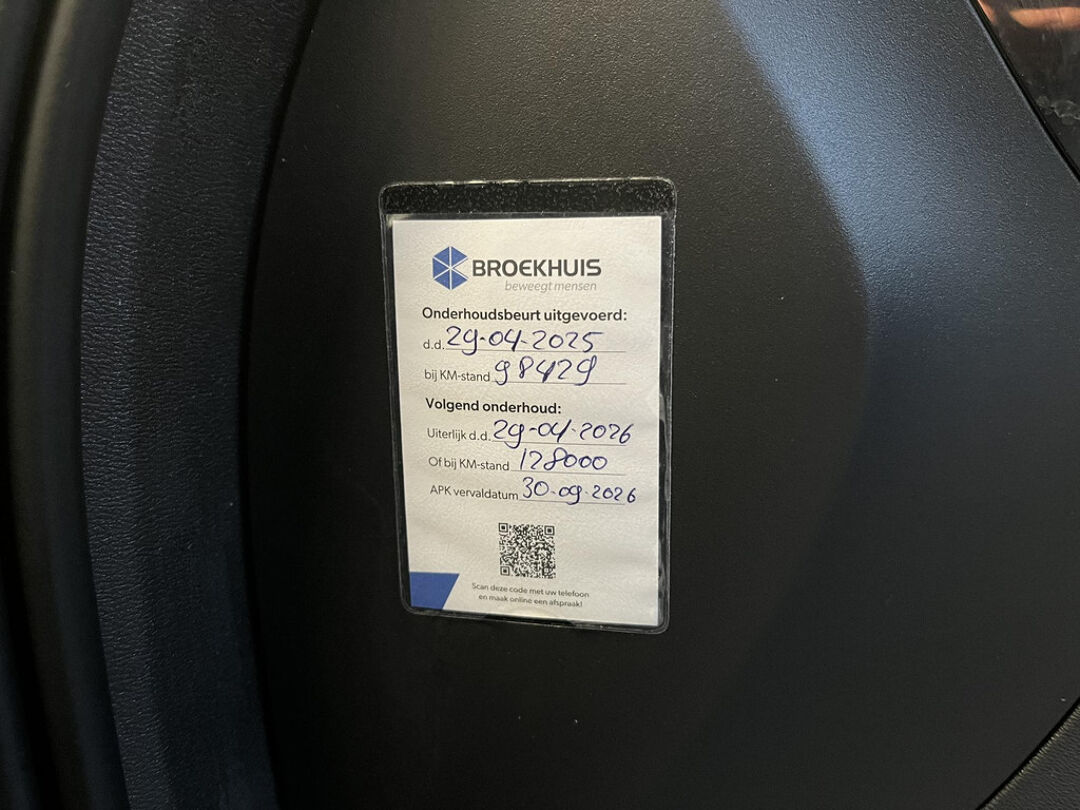 BROEKHUIS
beweegt mensen
Onderhoudsbeurt uitgevoerd:
d.d. 29-04-2025
bij KM-stand 98429
Volgend onderhoud:
Uiterlijk d.d. 29-04-2026
Of bij KM-stand 128000
APK vervaldatum 30-09-2026
Scan deze code met uw telefoon
en maak online een afspraak!